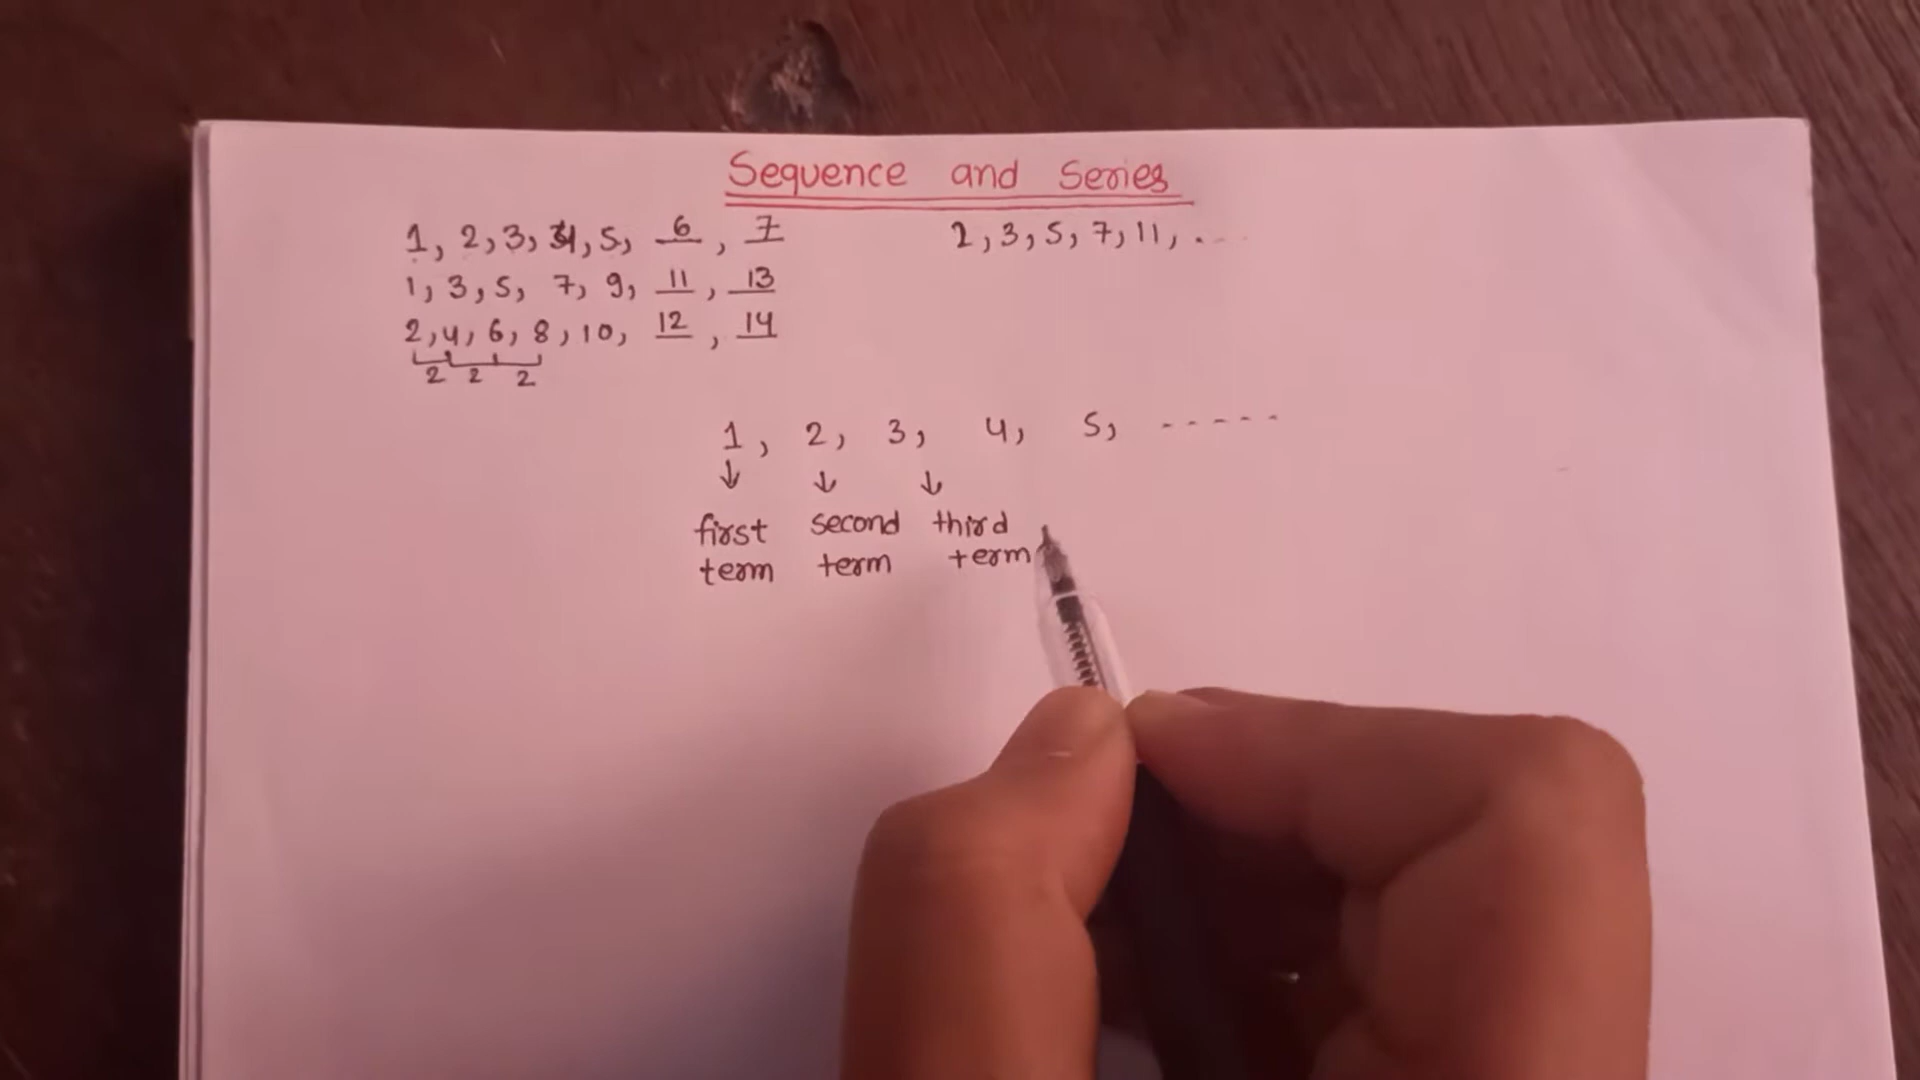 Sequence and Series
1, 2, 3, 4, 5, 6, 7
2, 3, 5, 7, 11, ....
1, 3, 5, 7, 9, 11, 13
2, 4, 6, 8, 10, 12, 14
2 2 2
1, 2, 3, 4, 5, -----
↓ ↓ ↓
first second third
term term term